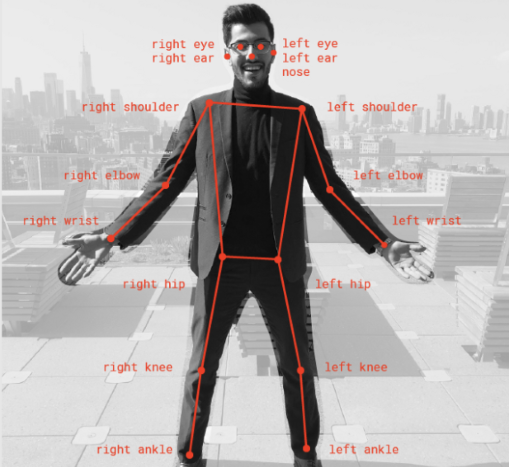 right eye left eye
right ear left ear
nose
right shoulder left shoulder
right elbow left elbow
right wrist left wrist
right hip left hip
right knee left knee
right ankle left ankle